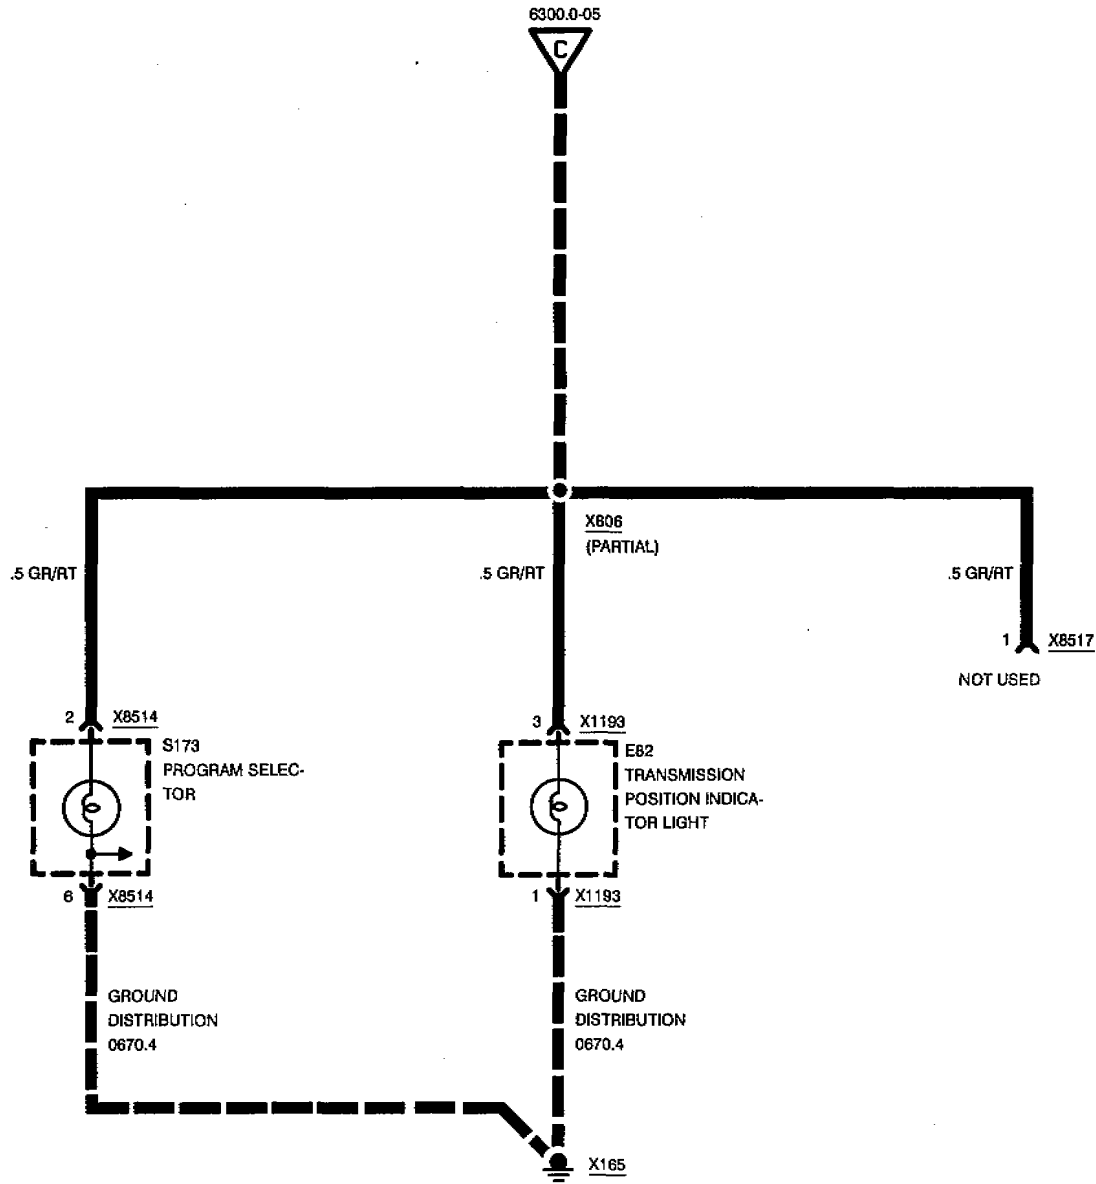 6300.0-05
C
X606
(PARTIAL)
.5 GR/RT
.5 GR/RT
.5 GR/RT
1
X8517
NOT USED
2
X8514
S173
PROGRAM SELEC-
TOR
3
X1193
E82
TRANSMISSION
POSITION INDICA-
TOR LIGHT
6
X8514
1
X1193
GROUND
DISTRIBUTION
0670.4
GROUND
DISTRIBUTION
0670.4
X165